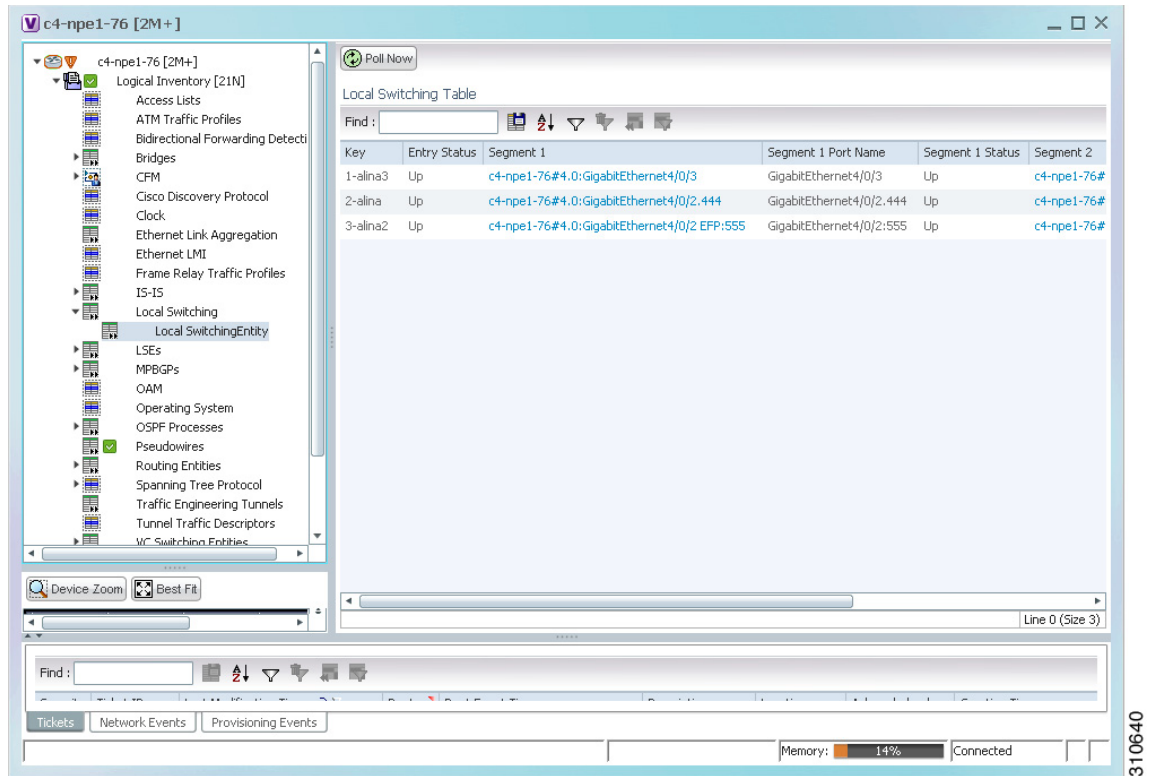 c4-npe1-76 [2M+]
c4-npe1-76 [2M+]
Logical Inventory [21N]
Access Lists
ATM Traffic Profiles
Bidirectional Forwarding Detecti
Bridges
CFM
Cisco Discovery Protocol
Clock
Ethernet Link Aggregation
Ethernet LMI
Frame Relay Traffic Profiles
IS-IS
Local Switching
Local SwitchingEntity
LSEs
MPBGPs
OAM
Operating System
OSPF Processes
Pseudowires
Routing Entities
Spanning Tree Protocol
Traffic Engineering Tunnels
Tunnel Traffic Descriptors
VC Switching Entities
Device Zoom Best Fit
Poll Now
Local Switching Table
Find :
Key Entry Status Segment 1 Segment 1 Port Name Segment 1 Status Segment 2
1-alina3 Up c4-npe1-76#4.0:GigabitEthernet4/0/3 GigabitEthernet4/0/3 Up c4-npe1-76#
2-alina Up c4-npe1-76#4.0:GigabitEthernet4/0/2.444 GigabitEthernet4/0/2.444 Up c4-npe1-76#
3-alina2 Up c4-npe1-76#4.0:GigabitEthernet4/0/2 EFP:555 GigabitEthernet4/0/2:555 Up c4-npe1-76#
Line 0 (Size 3)
Find :
Tickets Network Events Provisioning Events
Memory: 14% Connected
310640